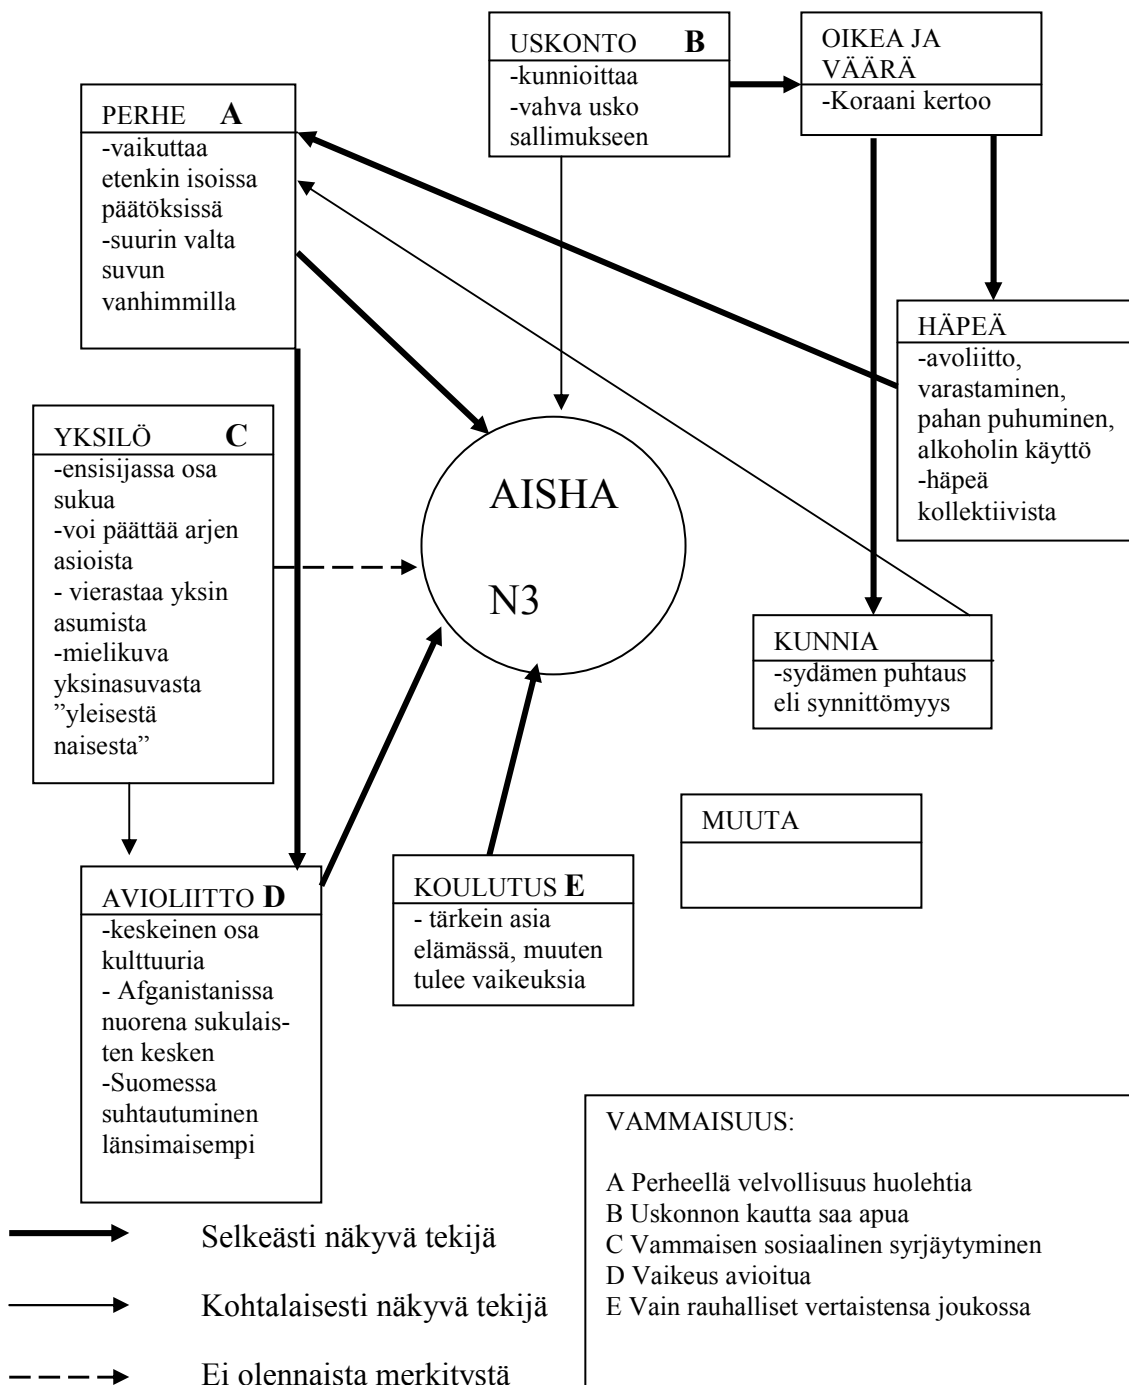 USKONTO B
-kunnioittaa
-vahva usko
sallimukseen
OIKEA JA
VÄÄRÄ
-Koraani kertoo
PERHE A
-vaikuttaa
etenkin isoissa
päätöksissä
-suurin valta
suvun
vanhimmilla
HÄPEÄ
-avoliitto,
varastaminen,
pahan puhuminen,
alkoholin käyttö
-häpeä
kollektiivista
YKSILÖ C
-ensisijassa osa
sukua
-voi päättää arjen
asioista
- vierastaa yksin
asumista
-mielikuva
yksinasuvasta
”yleisestä
naisesta”
AISHA
N3
KUNNIA
-sydämen puhtaus
eli synnittömyys
MUUTA
AVIOLIITTO D
-keskeinen osa
kulttuuria
- Afganistanissa
nuorena sukulais-
ten kesken
-Suomessa
suhtautuminen
länsimaisempi
KOULUTUS E
- tärkein asia
elämässä, muuten
tulee vaikeuksia
VAMMAISUUS:
A Perheellä velvollisuus huolehtia
B Uskonnon kautta saa apua
C Vammaisen sosiaalinen syrjäytyminen
D Vaikeus avioitua
E Vain rauhalliset vertaistensa joukossa
Selkeästi näkyvä tekijä
Kohtalaisesti näkyvä tekijä
Ei olennaista merkitystä